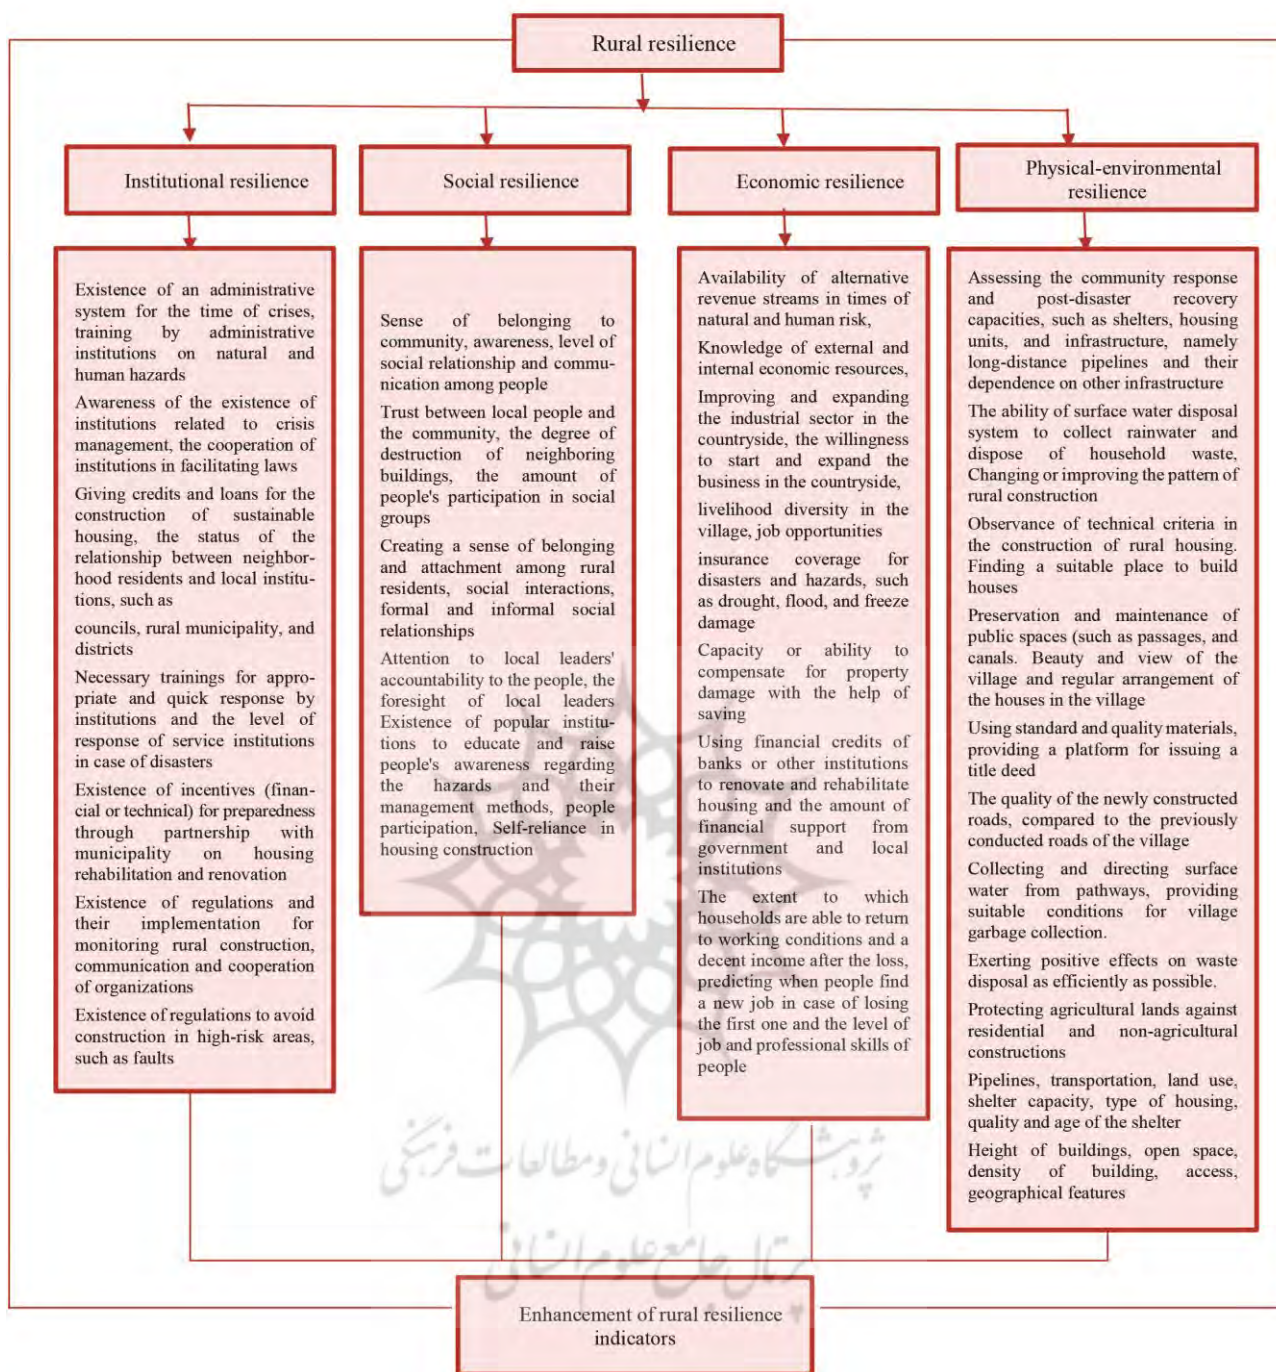 Rural resilience
Institutional resilience
Social resilience
Economic resilience
Physical-environmental
resilience
Existence of an administrative
system for the time of crises,
training by administrative
institutions on natural and
human hazards
Awareness of the existence of
institutions related to crisis
management, the cooperation of
institutions in facilitating laws
Giving credits and loans for the
construction of sustainable
housing, the status of the
relationship between neighbor-
hood residents and local institu-
tions, such as
councils, rural municipality, and
districts
Necessary trainings for appro-
priate and quick response by
institutions and the level of
response of service institutions
in case of disasters
Existence of incentives (finan-
cial or technical) for preparedness
through partnership with
municipality on housing
rehabilitation and renovation
Existence of regulations and
their implementation for
monitoring rural construction,
communication and cooperation
of organizations
Existence of regulations to avoid
construction in high-risk areas,
such as faults
Sense of belonging to
community, awareness, level of
social relationship and commu-
nication among people
Trust between local people and
the community, the degree of
destruction of neighboring
buildings, the amount of
people's participation in social
groups
Creating a sense of belonging
and attachment among rural
residents, social interactions,
formal and informal social
relationships
Attention to local leaders'
accountability to the people, the
foresight of local leaders
Existence of popular institu-
tions to educate and raise
people's awareness regarding
the hazards and their
management methods, people
participation, Self-reliance in
housing construction
Availability of alternative
revenue streams in times of
natural and human risk,
Knowledge of external and
internal economic resources,
Improving and expanding
the industrial sector in the
countryside, the willingness
to start and expand the
business in the countryside,
livelihood diversity in the
village, job opportunities
insurance coverage for
disasters and hazards, such
as drought, flood, and freeze
damage
Capacity or ability to
compensate for property
damage with the help of
saving
Using financial credits of
banks or other institutions
to renovate and rehabilitate
housing and the amount of
financial support from
government and local
institutions
The extent to which
households are able to return
to working conditions and a
decent income after the loss,
predicting when people find
a new job in case of losing
the first one and the level of
job and professional skills of
people
Assessing the community response
and post-disaster recovery
capacities, such as shelters, housing
units, and infrastructure, namely
long-distance pipelines and their
dependence on other infrastructure
The ability of surface water disposal
system to collect rainwater and
dispose of household waste,
Changing or improving the pattern of
rural construction
Observance of technical criteria in
the construction of rural housing.
Finding a suitable place to build
houses
Preservation and maintenance of
public spaces (such as passages, and
canals. Beauty and view of the
village and regular arrangement of
the houses in the village
Using standard and quality materials,
providing a platform for issuing a
title deed
The quality of the newly constructed
roads, compared to the previously
conducted roads of the village
Collecting and directing surface
water from pathways, providing
suitable conditions for village
garbage collection.
Exerting positive effects on waste
disposal as efficiently as possible.
Protecting agricultural lands against
residential and non-agricultural
constructions
Pipelines, transportation, land use,
shelter capacity, type of housing,
quality and age of the shelter
Height of buildings, open space,
density of building, access,
geographical features
پژوهشگاه علوم انسانی و مطالعات فرهنگی
پرتال جامع علوم انسانی
Enhancement of rural resilience
indicators